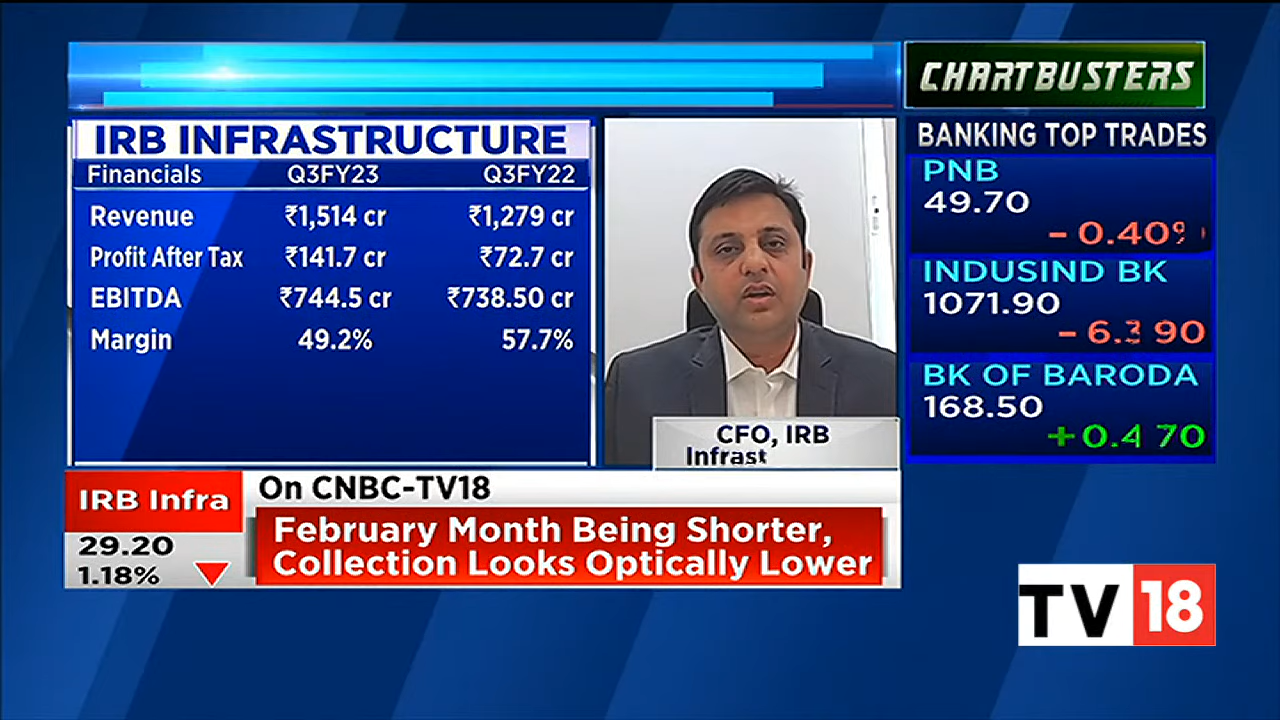 CHARTBUSTERS
IRB INFRASTRUCTURE
Financials Q3FY23 Q3FY22
Revenue ₹1,514 cr ₹1,279 cr
Profit After Tax ₹141.7 cr ₹72.7 cr
EBITDA ₹744.5 cr ₹738.50 cr
Margin 49.2% 57.7%
CFO, IRB
Infrast
BANKING TOP TRADES
PNB
49.70
INDUSIND BK
1071.90
BK OF BARODA
168.50
IRB Infra
29.20
1.18%
On CNBC-TV18
February Month Being Shorter,
Collection Looks Optically Lower
TV18